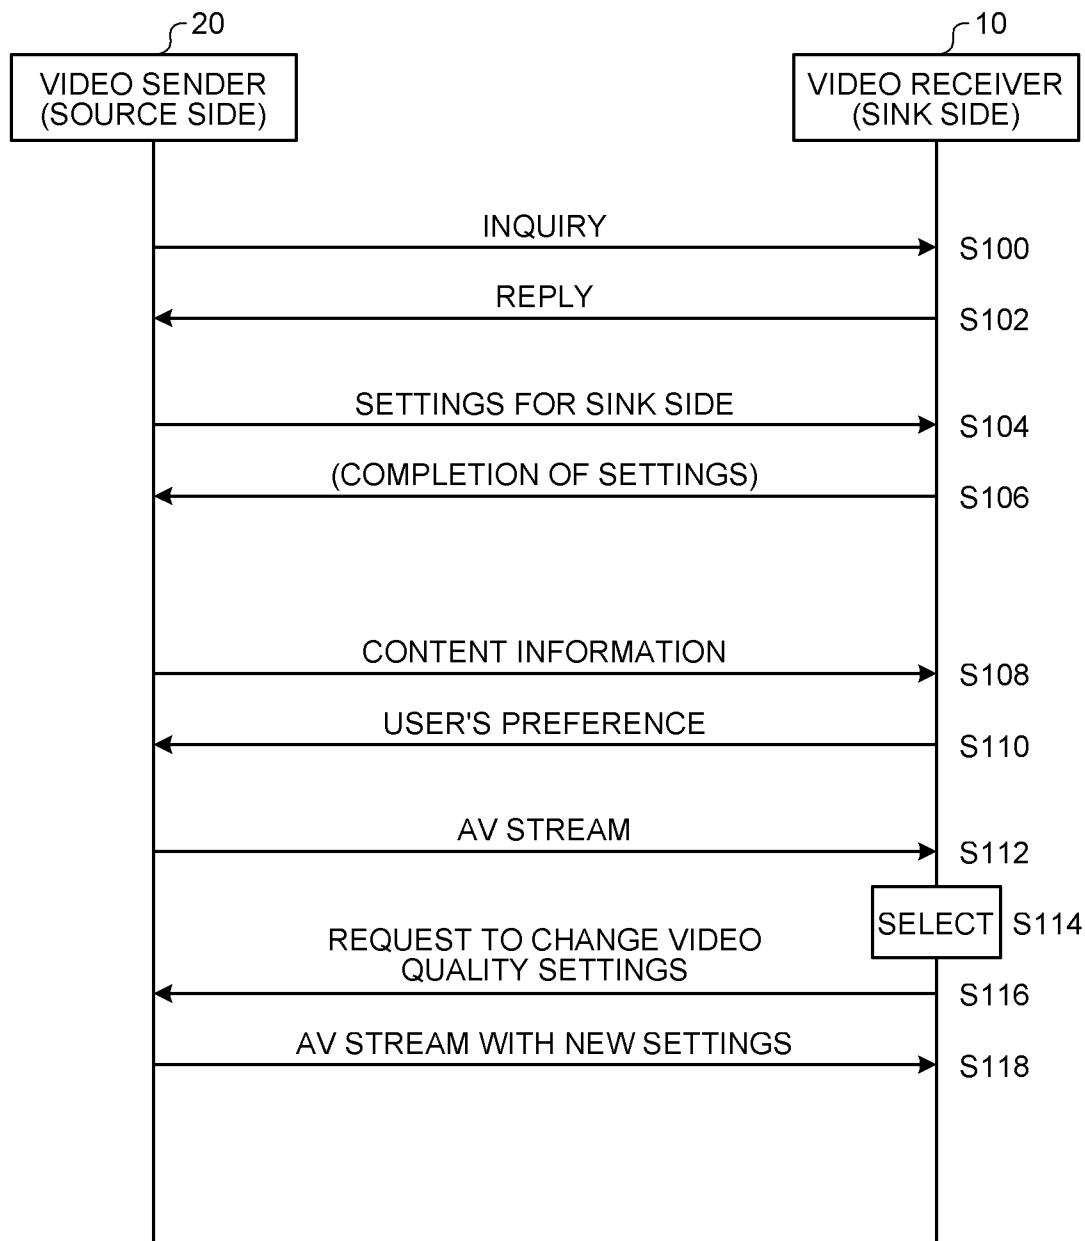 20
10
VIDEO SENDER
(SOURCE SIDE)
VIDEO RECEIVER
(SINK SIDE)
INQUIRY
S100
REPLY
S102
SETTINGS FOR SINK SIDE
S104
(COMPLETION OF SETTINGS)
S106
CONTENT INFORMATION
S108
USER'S PREFERENCE
S110
AV STREAM
S112
SELECT
S114
REQUEST TO CHANGE VIDEO
QUALITY SETTINGS
S116
AV STREAM WITH NEW SETTINGS
S118